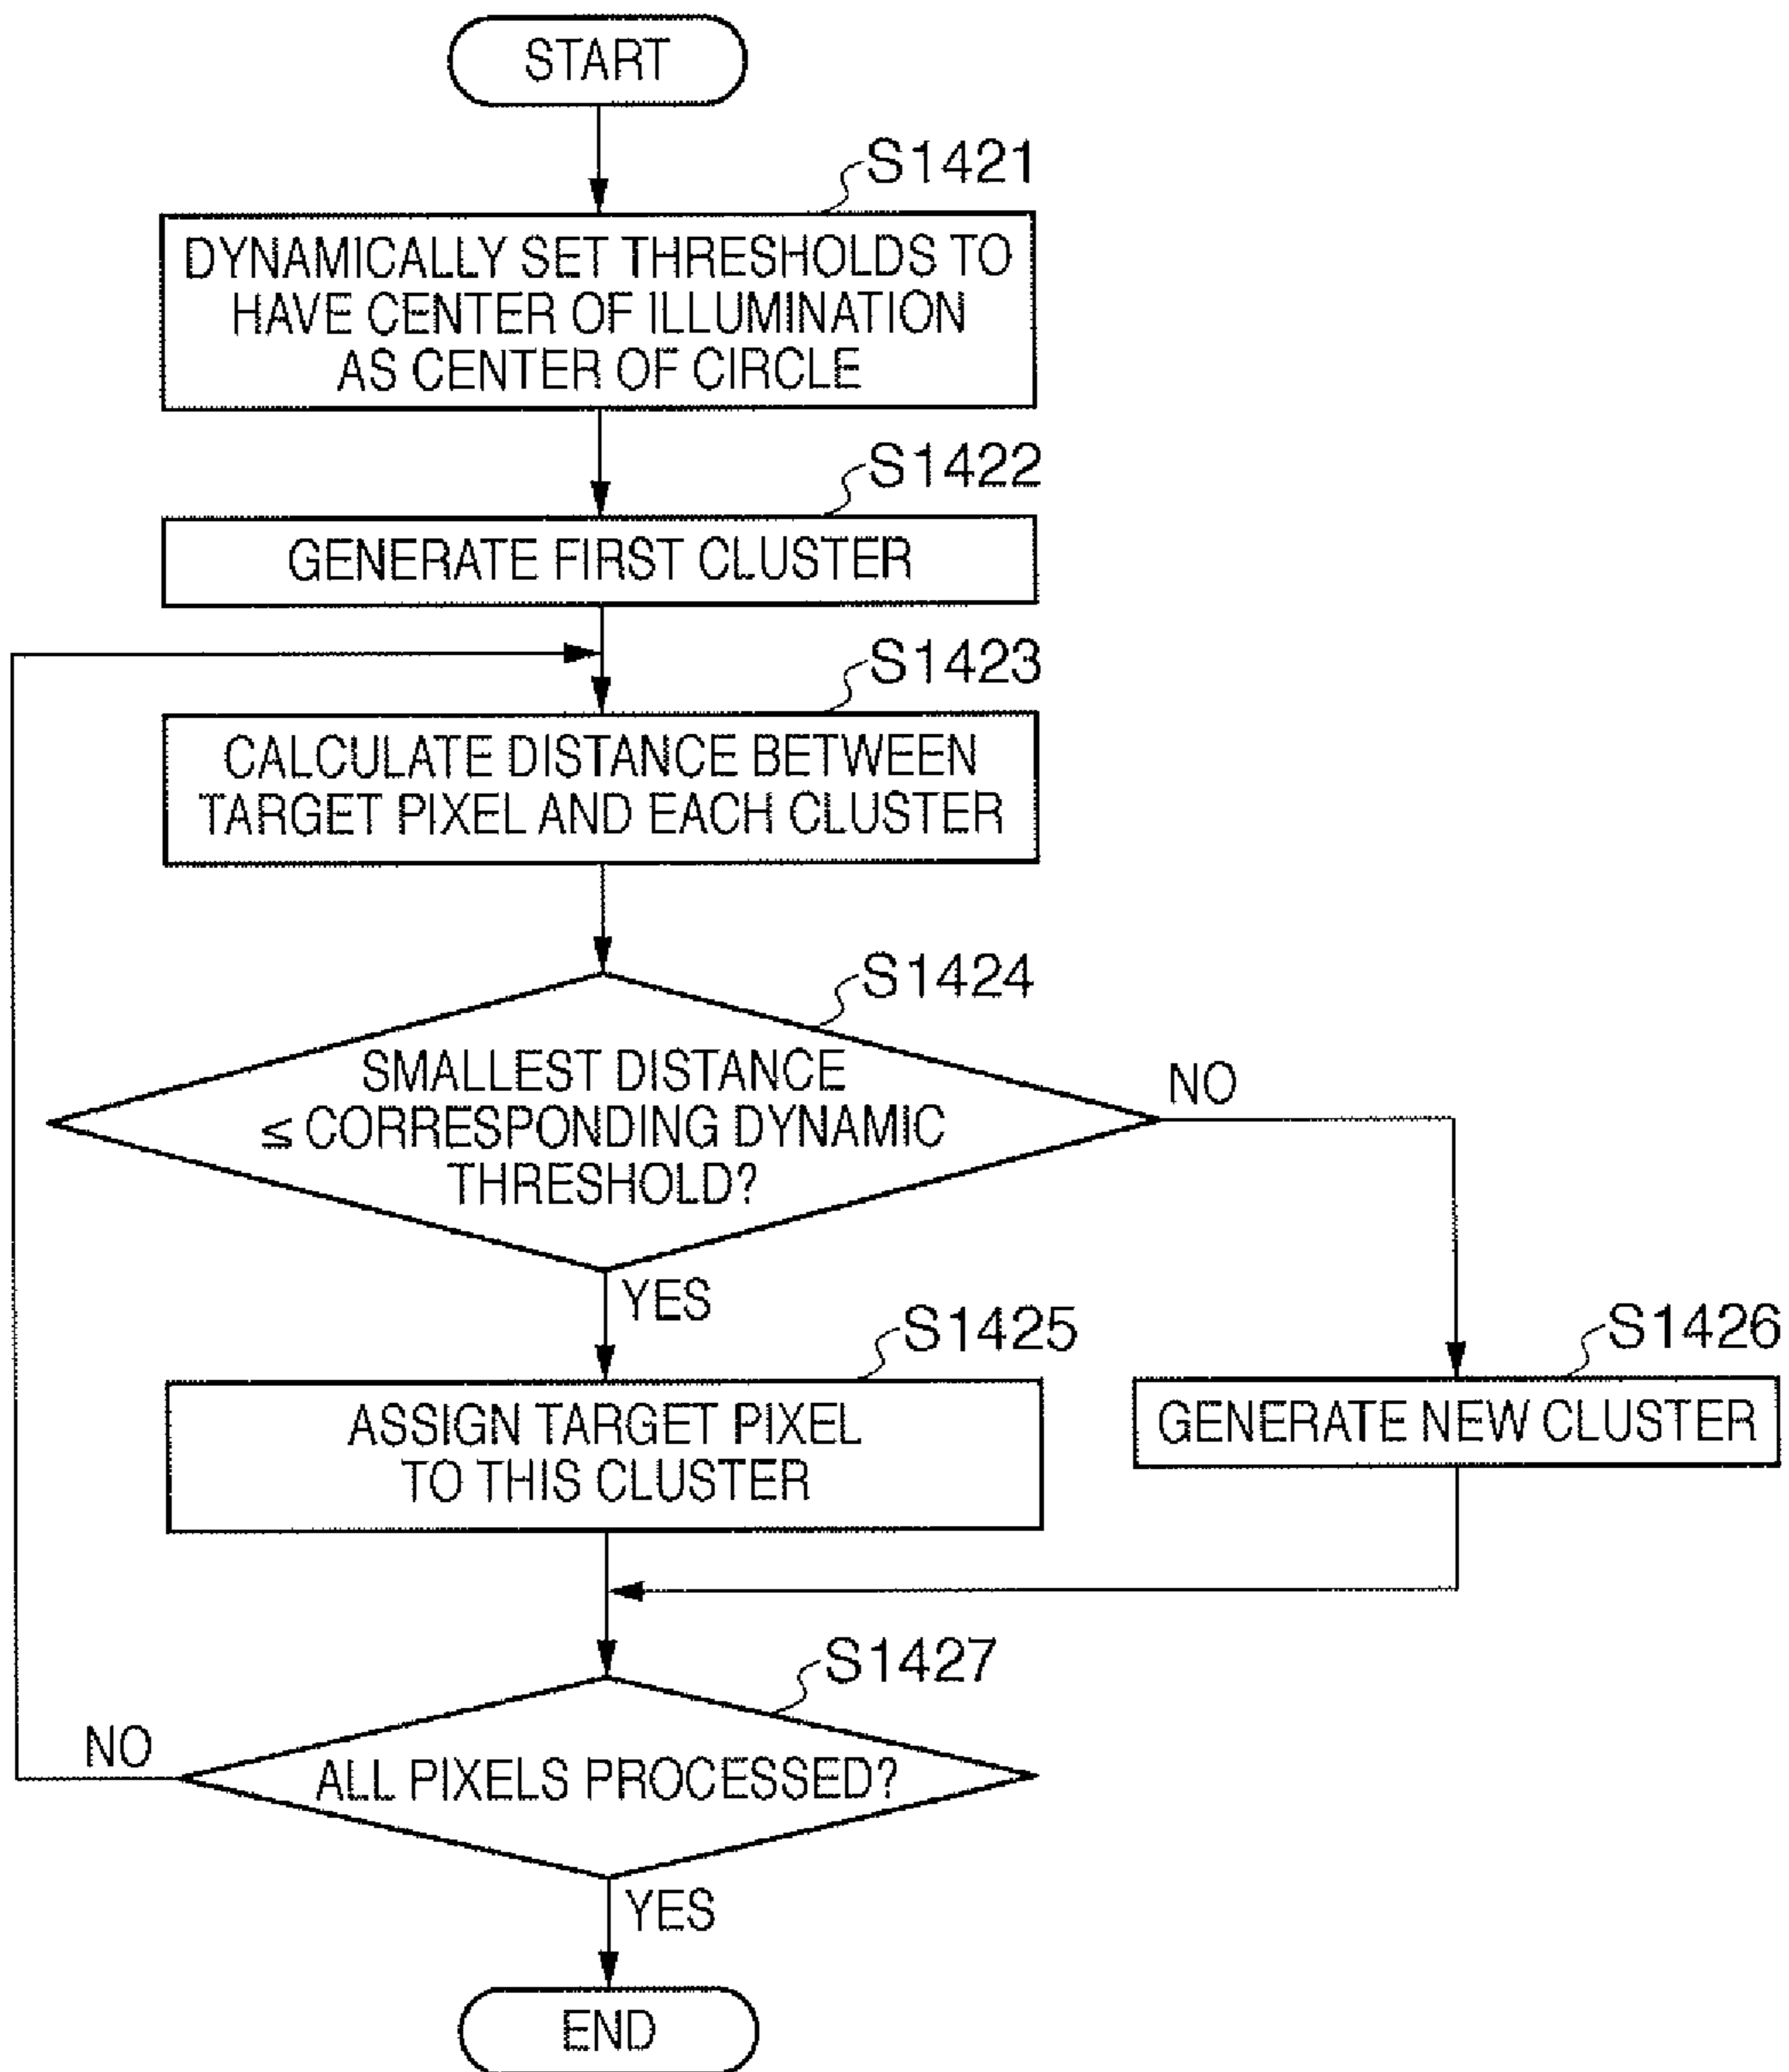 START
S1421
DYNAMICALLY SET THRESHOLDS TO
HAVE CENTER OF ILLUMINATION
AS CENTER OF CIRCLE
S1422
GENERATE FIRST CLUSTER
S1423
CALCULATE DISTANCE BETWEEN
TARGET PIXEL AND EACH CLUSTER
S1424
SMALLEST DISTANCE
≤ CORRESPONDING DYNAMIC
THRESHOLD?
NO
YES
S1425
ASSIGN TARGET PIXEL
TO THIS CLUSTER
S1426
GENERATE NEW CLUSTER
S1427
ALL PIXELS PROCESSED?
NO
YES
END